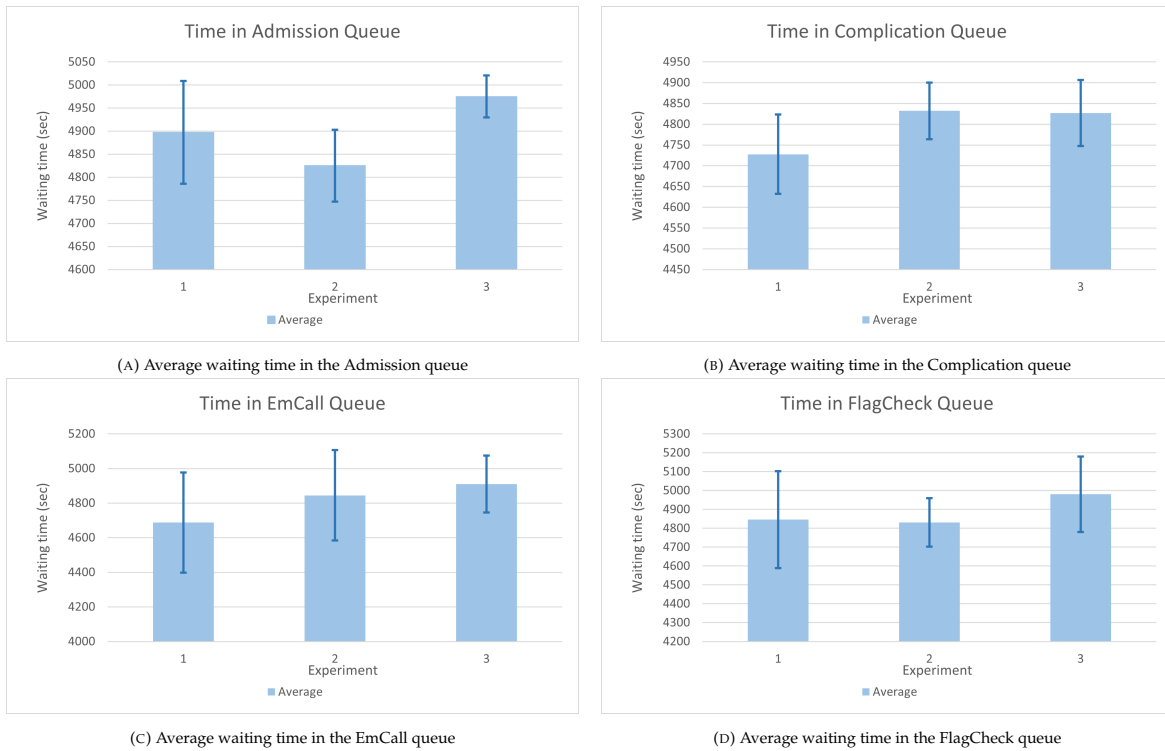 Time in Admission Queue
Waiting time (sec)
5050
5000
4950
4900
4850
4800
4750
4700
4650
4600
1 2 3
Experiment
Average
(A) Average waiting time in the Admission queue
Time in Complication Queue
Waiting time (sec)
4950
4900
4850
4800
4750
4700
4650
4600
4550
4500
4450
1 2 3
Experiment
Average
(B) Average waiting time in the Complication queue
Time in EmCall Queue
Waiting time (sec)
5200
5000
4800
4600
4400
4200
4000
1 2 3
Experiment
Average
(C) Average waiting time in the EmCall queue
Time in FlagCheck Queue
Waiting time (sec)
5300
5200
5100
5000
4900
4800
4700
4600
4500
4400
4300
4200
1 2 3
Experiment
Average
(D) Average waiting time in the FlagCheck queue